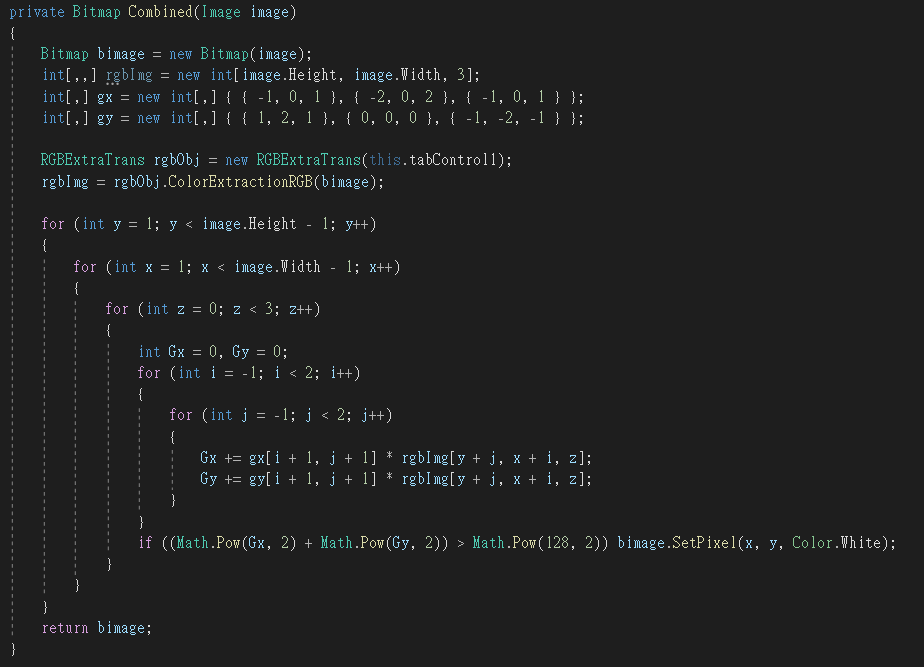 private Bitmap Combined(Image image)
{
    Bitmap bimage = new Bitmap(image);
    int[,,] rgbImg = new int[image.Height, image.Width, 3];
    int[,] gx = new int[,] { { -1, 0, 1 }, { -2, 0, 2 }, { -1, 0, 1 } };
    int[,] gy = new int[,] { { 1, 2, 1 }, { 0, 0, 0 }, { -1, -2, -1 } };

    RGBExtraTrans rgbObj = new RGBExtraTrans(this.tabControl1);
    rgbImg = rgbObj.ColorExtractionRGB(bimage);

    for (int y = 1; y < image.Height - 1; y++)
    {
        for (int x = 1; x < image.Width - 1; x++)
        {
            for (int z = 0; z < 3; z++)
            {
                int Gx = 0, Gy = 0;
                for (int i = -1; i < 2; i++)
                {
                    for (int j = -1; j < 2; j++)
                    {
                        Gx += gx[i + 1, j + 1] * rgbImg[y + j, x + i, z];
                        Gy += gy[i + 1, j + 1] * rgbImg[y + j, x + i, z];
                    }
                }
                if ((Math.Pow(Gx, 2) + Math.Pow(Gy, 2)) > Math.Pow(128, 2)) bimage.SetPixel(x, y, Color.White);
            }
        }
    }
    return bimage;
}